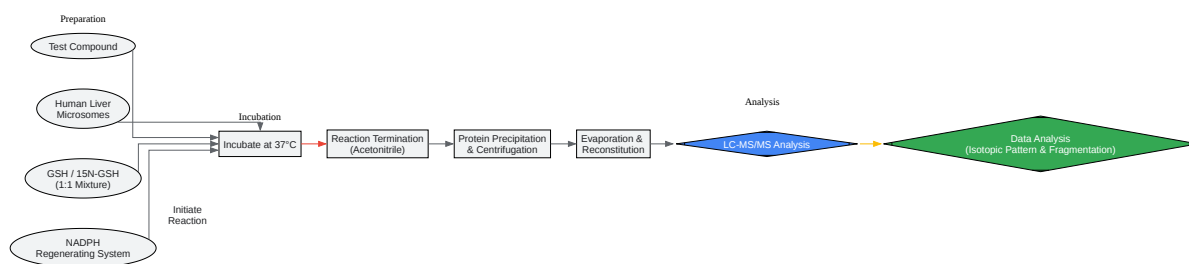 Preparation
Test Compound
Human Liver
Microsomes
GSH / 15N-GSH
(1:1 Mixture)
NADPH
Regenerating System
Initiate
Reaction
Incubation
Incubate at 37°C
Reaction Termination
(Acetonitrile)
Protein Precipitation
& Centrifugation
Evaporation &
Reconstitution
Analysis
LC-MS/MS Analysis
Data Analysis
(Isotopic Pattern & Fragmentation)